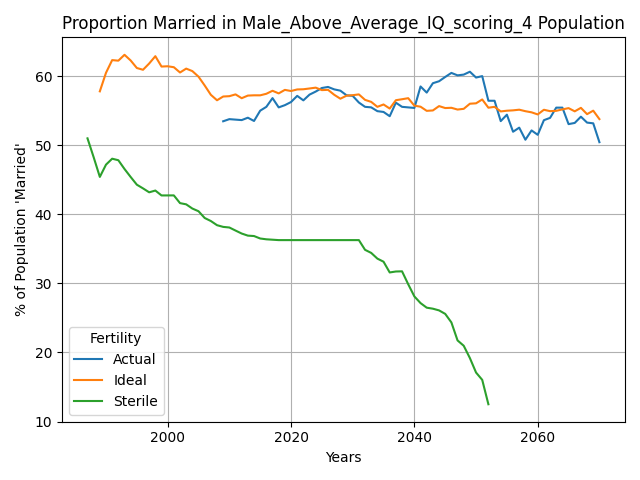 Proportion Married in Male_Above_Average_IQ_scoring_4 Population
% of Population 'Married'
60
50
40
30
20
10
Fertility
Actual
Ideal
Sterile
2000
2020
2040
2060
Years